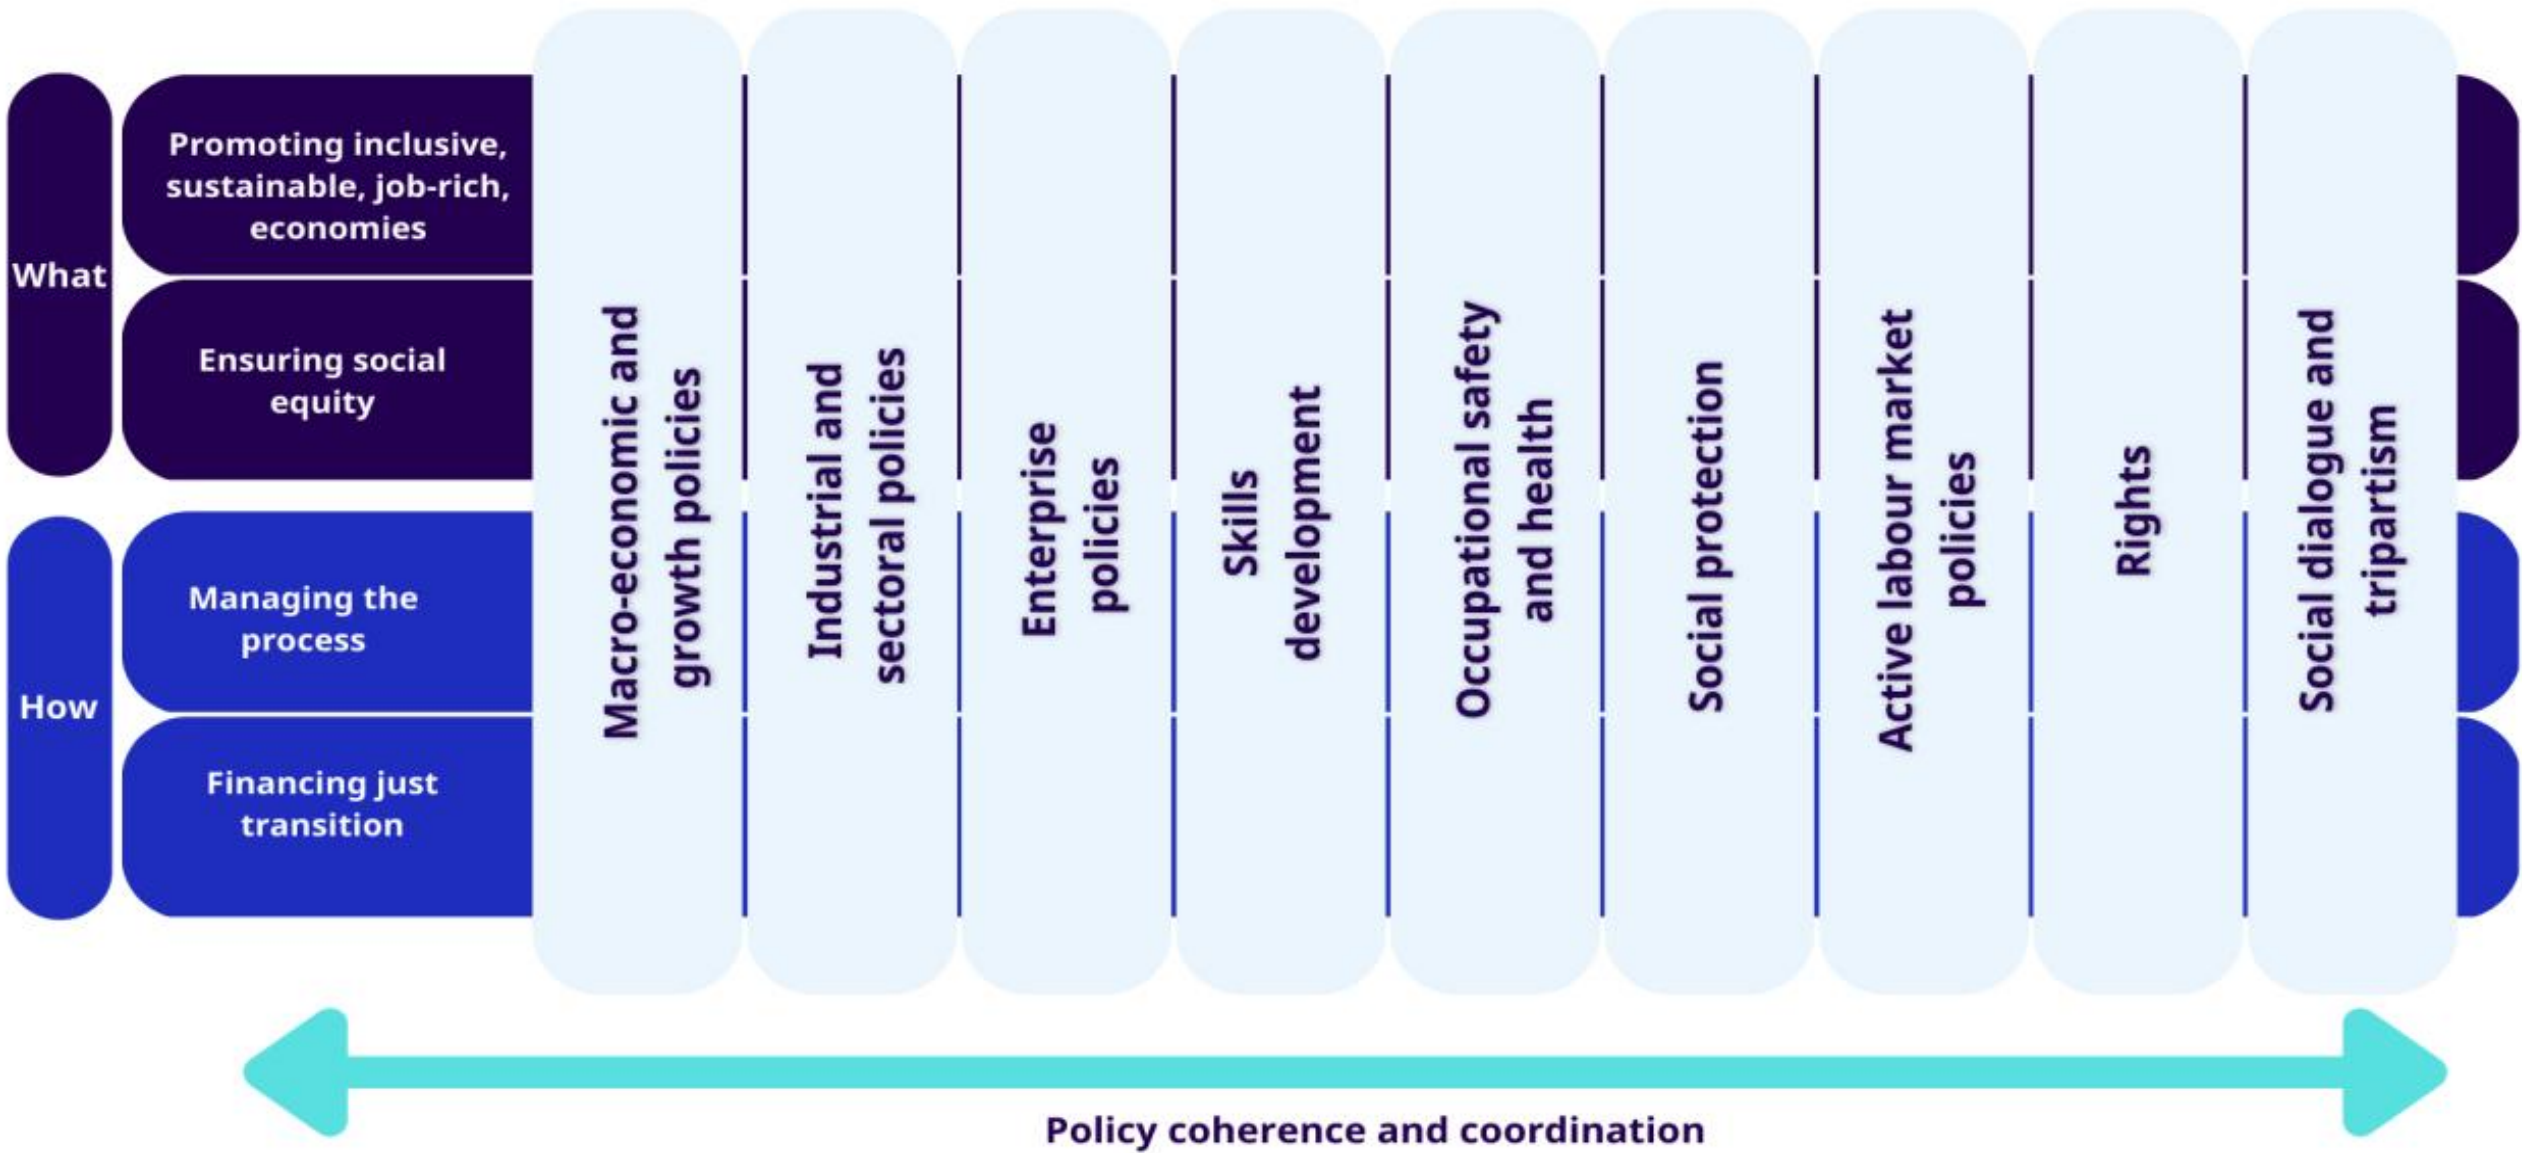 What
Promoting inclusive,
sustainable, job-rich,
economies
Ensuring social
equity
How
Managing the
process
Financing just
transition
Macro-economic and
growth policies
Industrial and
sectoral policies
Enterprise
policies
Skills
development
Occupational safety
and health
Social protection
Active labour market
policies
Rights
Social dialogue and
tripartism
Policy coherence and coordination